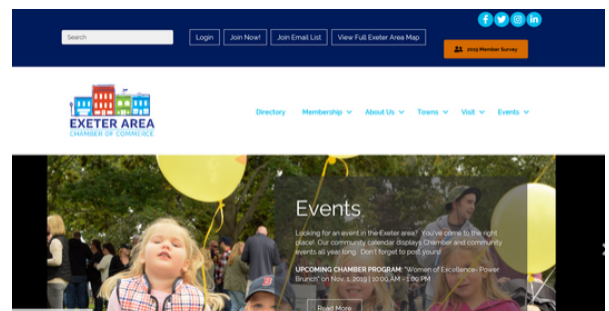 Search
Login
Join Now!
Join Email List
View Full Exeter Area Map
2019 Member Survey
EXETER AREA
CHAMBER OF COMMERCE
Directory
Membership
About Us
Towns
Visit
Events
Events
Looking for an event in the Exeter area? You've come to the right
place! Our community calendar displays Chamber and community
events all year long. Don't forget to post yours!
UPCOMING CHAMBER PROGRAM: "Women of Excellence- Power
Brunch" on Nov. 1, 2019 | 10:00 AM - 1:00 PM
Read More